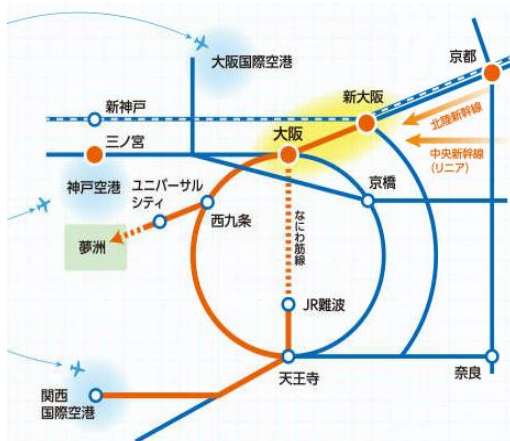 大阪国際空港
京都
新神戸
新大阪
北陸新幹線
三ノ宮
大阪
中央新幹線
(リニア)
神戸空港
ユニバーサル
シティ
京橋
西九条
なにわ筋線
夢洲
JR難波
天王寺
奈良
関西
国際空港